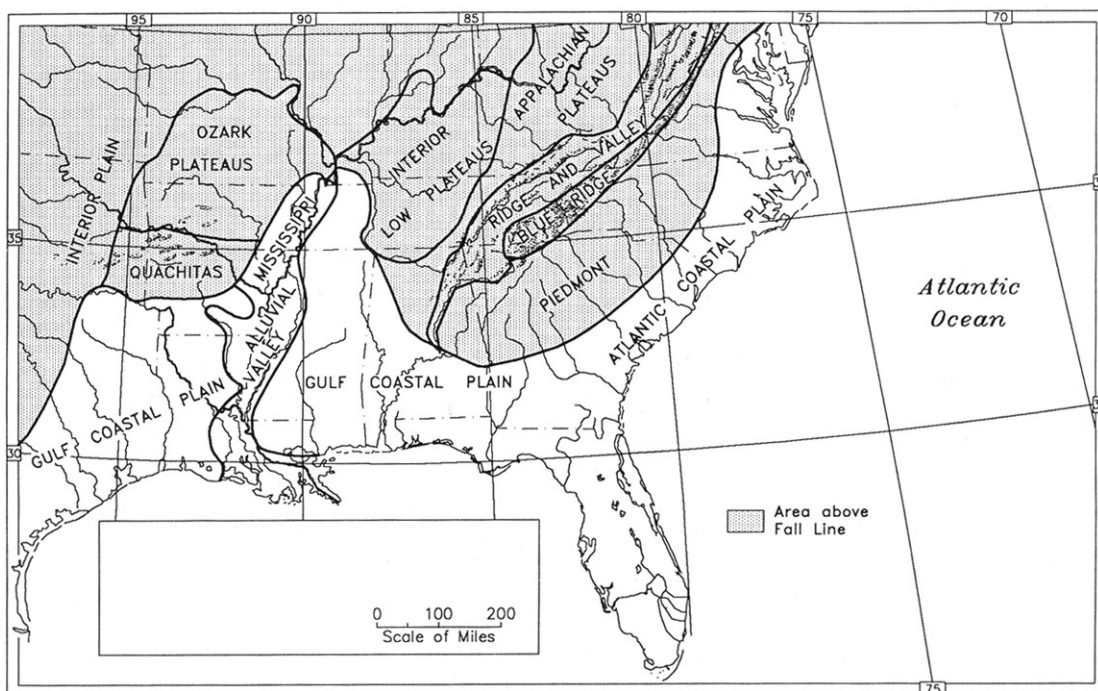 95
90
85
80
75
70
OZARK
PLATEAUS
INTERIOR PLAIN
INTERIOR
LOW PLATEAUS
APPALACHIAN
PLATEAUS
RIDGE AND VALLEY
BLUE RIDGE
PIEDMONT
35
QUACHITAS
MISSISSIPPI
ALLUVIAL
VALLEY
ATLANTIC COASTAL PLAIN
GULF COASTAL PLAIN
GULF COASTAL PLAIN
30
Atlantic
Ocean
Area above
Fall Line
0 100 200
Scale of Miles
75